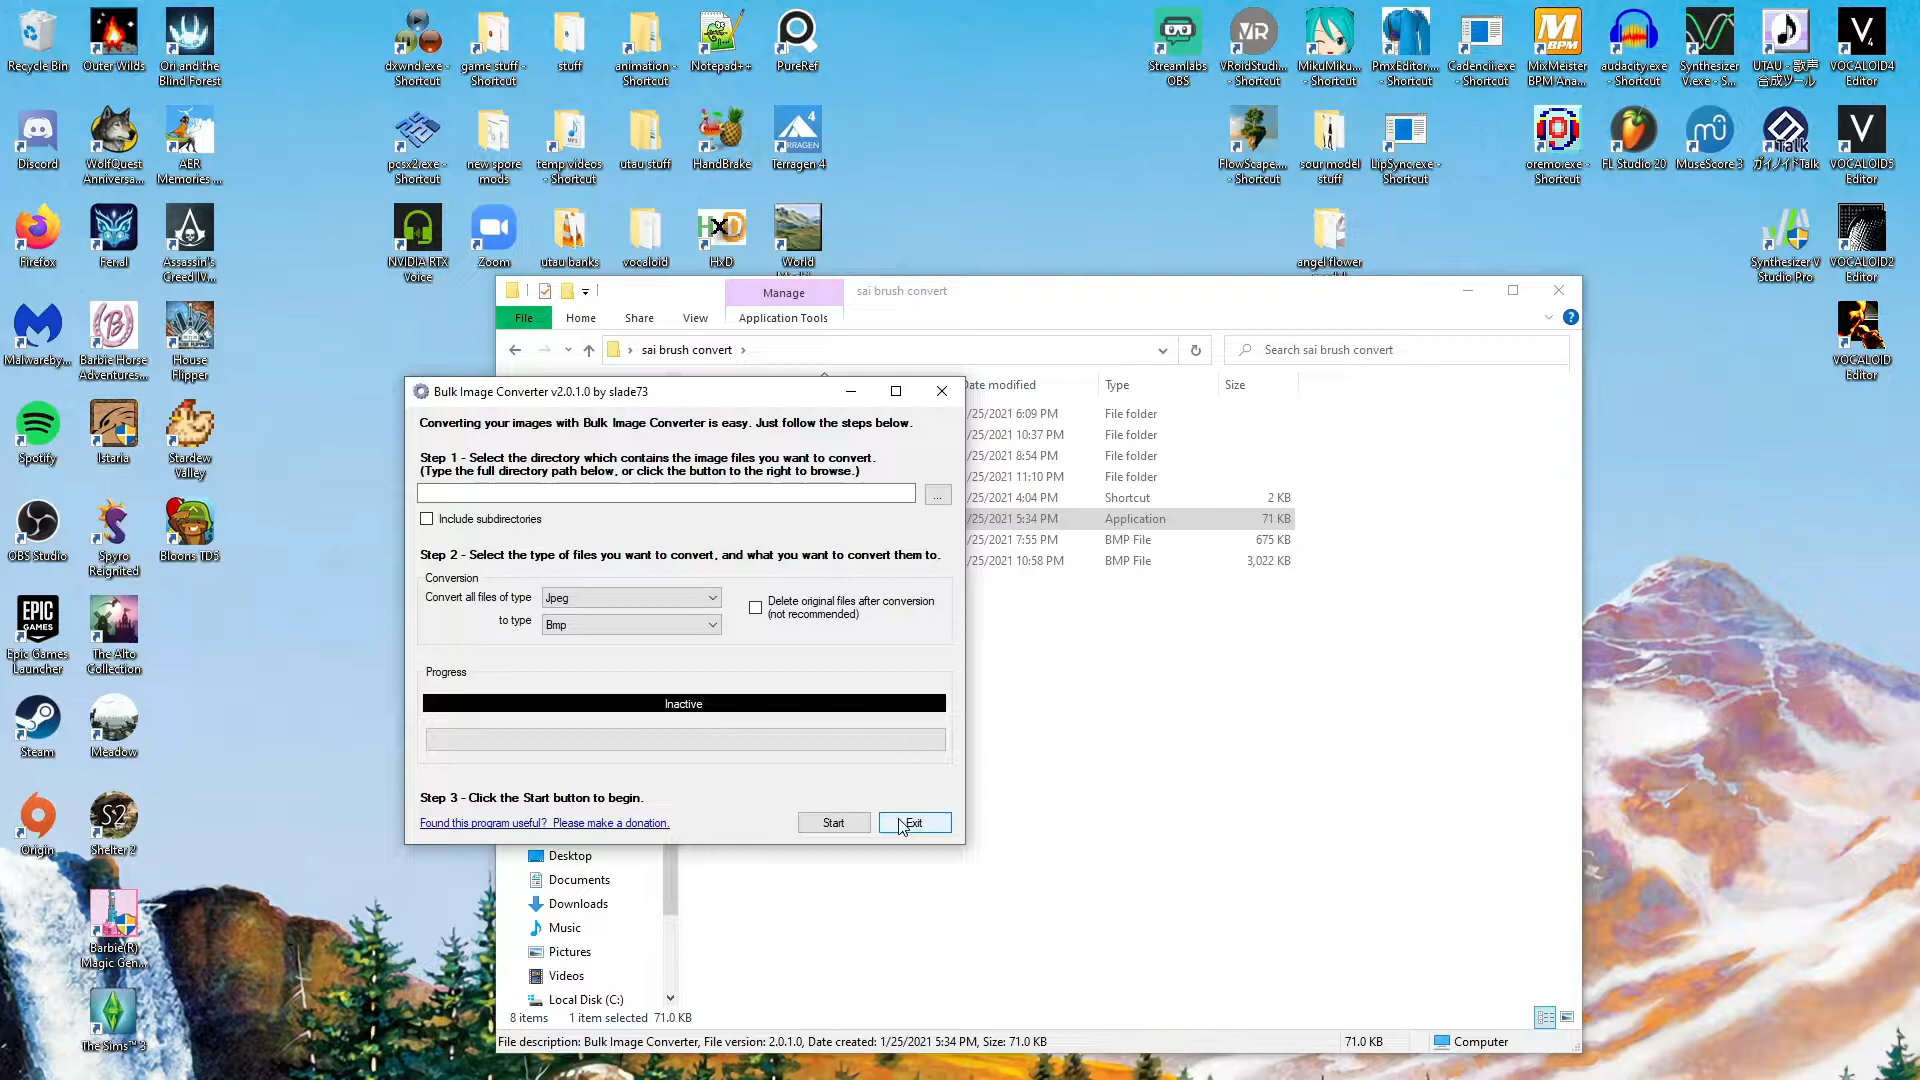 Recycle Bin
Outer Wilds
Ori and the
Blind Forest
dxwnd.exe -
Shortcut
game stuff -
Shortcut
stuff
animation -
Shortcut
Notepad++
PureRef
Streamlabs
OBS
VRoidStudi...
- Shortcut
MikuMiku...
- Shortcut
PmxEditor....
- Shortcut
Cadencii.exe
- Shortcut
MixMeister
BPM Ana...
audacity.exe
- Shortcut
Synthesizer
V.exe - S...
UTAU - 歌声
合成ツール
VOCALOID4
Editor
Discord
WolfQuest
Anniversa...
AER
Memories ...
pcsx2.exe -
Shortcut
new spore
mods
temp videos
- Shortcut
utau stuff
HandBrake
Terragen 4
FlowScape....
- Shortcut
sour model
stuff
LipSync.exe -
Shortcut
oremo.exe -
Shortcut
FL Studio 20
MuseScore 3
ガイノイドTalk
VOCALOID5
Editor
Firefox
Feral
Assassin's
Creed IV...
NVIDIA RTX
Voice
Zoom
utau banks
vocaloid
HxD
World
angel flower
Synthesizer V
Studio Pro
VOCALOID2
Editor
Malwareby...
Barbie Horse
Adventures...
House
Flipper
VOCALOID
Editor
Spotify
Istaria
Stardew
Valley
OBS Studio
Spyro
Reignited
Bloons TD5
Epic Games
Launcher
The Alto
Collection
Steam
Meadow
Origin
Shelter 2
Barbie(R)
Magic Gen...
The Sims™ 3
Manage
sai brush convert
File
Home
Share
View
Application Tools
sai brush convert
Search sai brush convert
Date modified
Type
Size
/25/2021 6:09 PM
File folder
/25/2021 10:37 PM
File folder
/25/2021 8:54 PM
File folder
/25/2021 11:10 PM
File folder
/25/2021 4:04 PM
Shortcut
2 KB
/25/2021 5:34 PM
Application
71 KB
/25/2021 7:55 PM
BMP File
675 KB
/25/2021 10:58 PM
BMP File
3,022 KB
Bulk Image Converter v2.0.1.0 by slade73
Converting your images with Bulk Image Converter is easy. Just follow the steps below.
Step 1 - Select the directory which contains the image files you want to convert.
(Type the full directory path below, or click the button to the right to browse.)
...
Include subdirectories
Step 2 - Select the type of files you want to convert, and what you want to convert them to.
Conversion
Convert all files of type
Jpeg
to type
Bmp
Delete original files after conversion
(not recommended)
Progress
Inactive
Step 3 - Click the Start button to begin.
Found this program useful? Please make a donation.
Start
Exit
Desktop
Documents
Downloads
Music
Pictures
Videos
Local Disk (C:)
8 items
1 item selected 71.0 KB
File description: Bulk Image Converter, File version: 2.0.1.0, Date created: 1/25/2021 5:34 PM, Size: 71.0 KB
71.0 KB
Computer